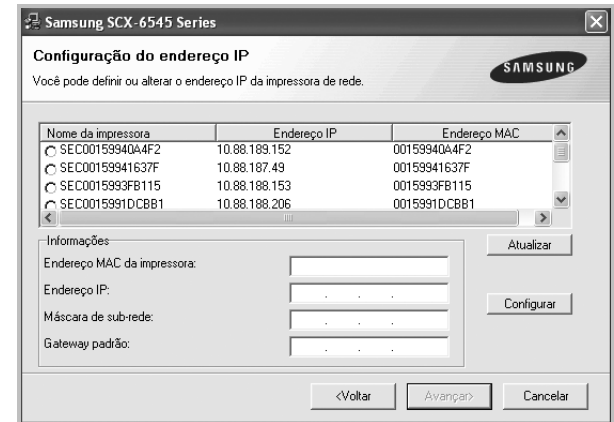 Samsung SCX-6545 Series
Configuração do endereço IP
Você pode definir ou alterar o endereço IP da impressora de rede.
SAMSUNG
Nome da impressora Endereço IP Endereço MAC
SEC00159940A4F2 10.88.189.152 00159940A4F2
SEC00159941637F 10.88.187.49 00159941637F
SEC0015993FB115 10.88.188.153 0015993FB115
SEC0015991DCBB1 10.88.188.206 0015991DCBB1
Informações
Atualizar
Endereço MAC da impressora:
Endereço IP:
Configurar
Máscara de sub-rede:
Gateway padrão:
<Voltar Avançar> Cancelar